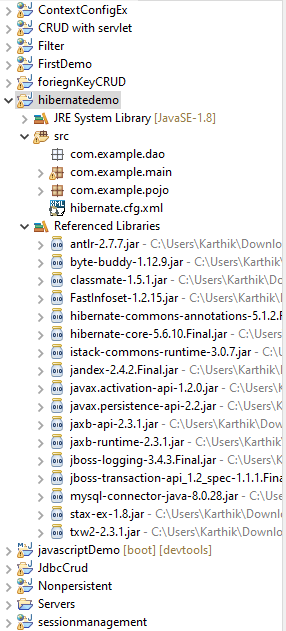 ContextConfigEx
CRUD with servlet
Filter
FirstDemo
foriegnKeyCRUD
hibernatedemo
JRE System Library [JavaSE-1.8]
src
com.example.dao
com.example.main
com.example.pojo
hibernate.cfg.xml
Referenced Libraries
antlr-2.7.7.jar - C:\Users\Karthik\Downlo
byte-buddy-1.12.9.jar - C:\Users\Karthik
classmate-1.5.1.jar - C:\Users\Karthik\D
FastInfoset-1.2.15.jar - C:\Users\Karthik
hibernate-commons-annotations-5.1.2.F
hibernate-core-5.6.10.Final.jar - C:\Users
istack-commons-runtime-3.0.7.jar - C:\U
jandex-2.4.2.Final.jar - C:\Users\Karthik\
javax.activation-api-1.2.0.jar - C:\Users\
javax.persistence-api-2.2.jar - C:\Users\
jaxb-api-2.3.1.jar - C:\Users\Karthik\Dow
jaxb-runtime-2.3.1.jar - C:\Users\Karthik
jboss-logging-3.4.3.Final.jar - C:\Users\K
jboss-transaction-api_1.2_spec-1.1.1.Fina
mysql-connector-java-8.0.28.jar - C:\User
stax-ex-1.8.jar - C:\Users\Karthik\Downlo
txw2-2.3.1.jar - C:\Users\Karthik\Downlo
javascriptDemo [boot] [devtools]
JdbcCrud
Nonpersistent
Servers
sessionmanagement